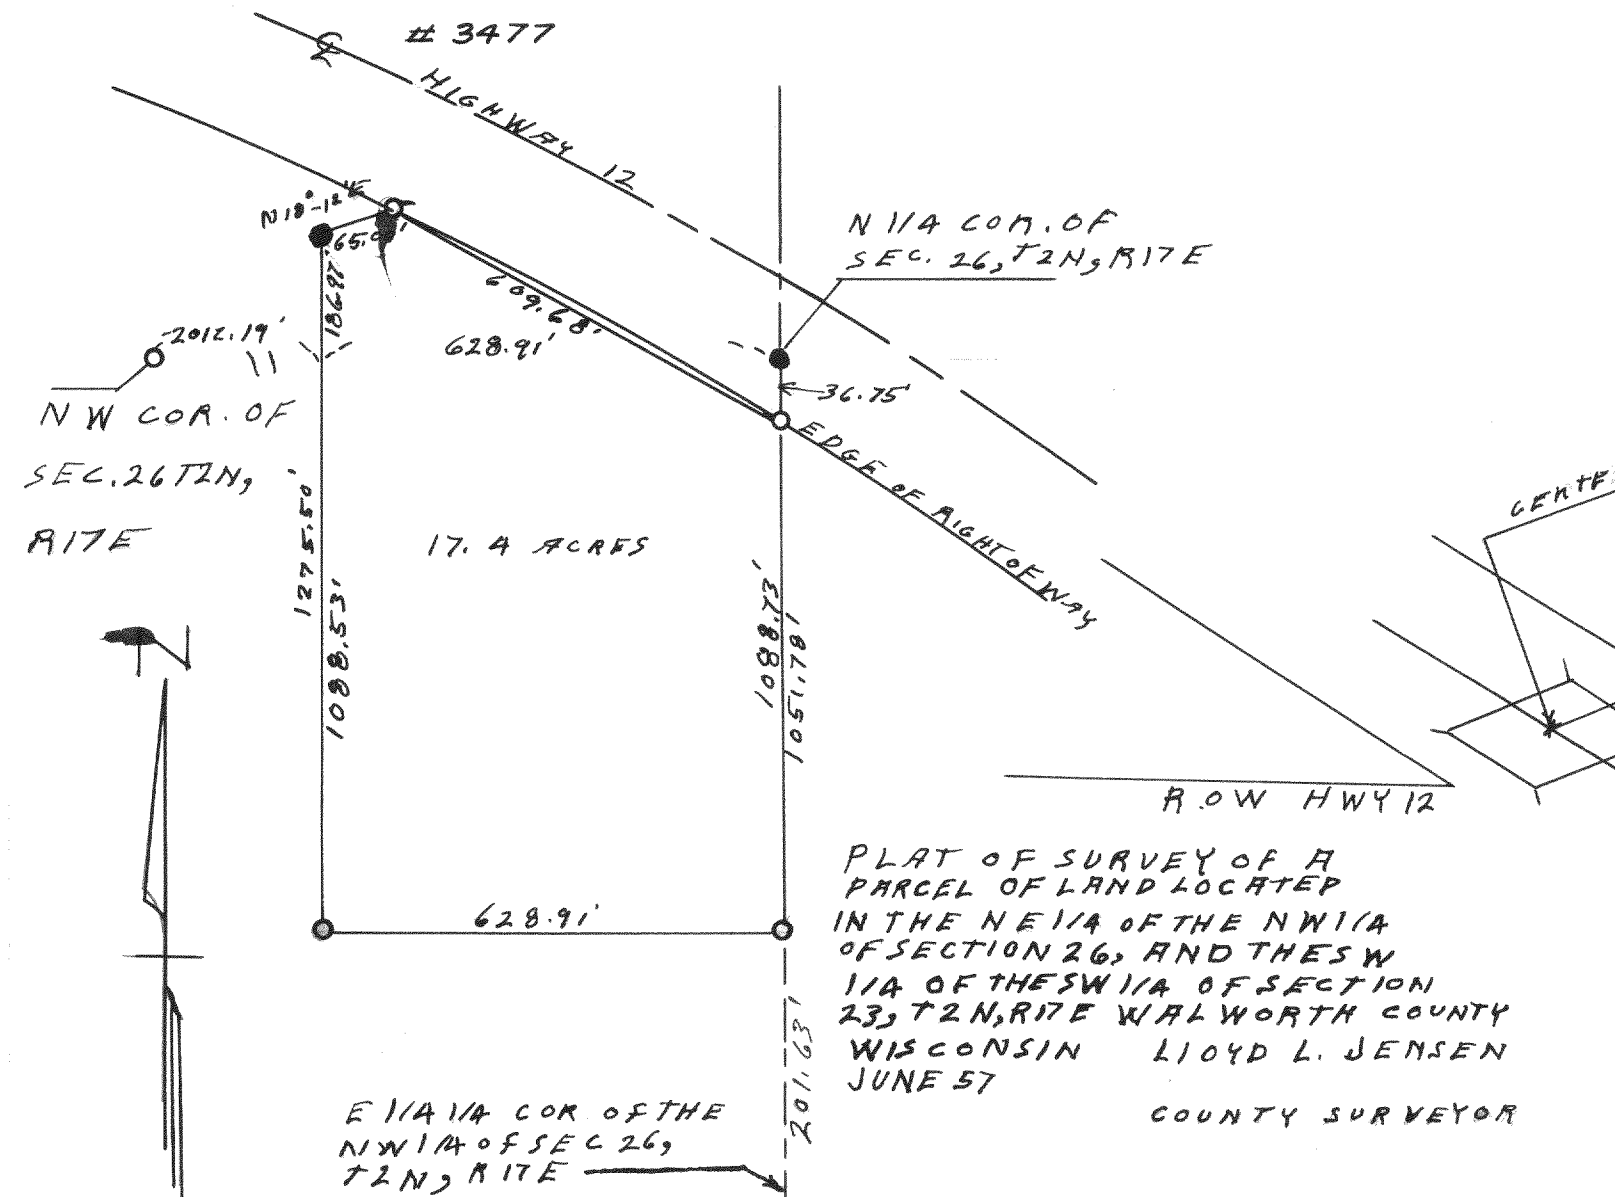 # 3477
HIGHWAY 12
N 18°-12'E
186.97'
609.68'
628.91'
N 1/4 COR. OF
SEC. 26, T2N, R17E
36.75'
2012.19'
NW COR. OF
SEC. 26 T2N,
R17E
EDGE OF RIGHT OF WAY
17.4 ACRES
1275.50'
1088.53'
1088.73'
1051.78'
N
R.O.W HWY 12
628.91'
PLAT OF SURVEY OF A
PARCEL OF LAND LOCATED
IN THE NE 1/4 OF THE NW 1/4
OF SECTION 26, AND THE SW
1/4 OF THE SW 1/4 OF SECTION
23, T2N, R17E WALWORTH COUNTY
WISCONSIN LLOYD L. JENSEN
JUNE 57
COUNTY SURVEYOR
201.63'
E 1/4 1/4 COR OF THE
NW 1/4 OF SEC 26,
T2N, R17E